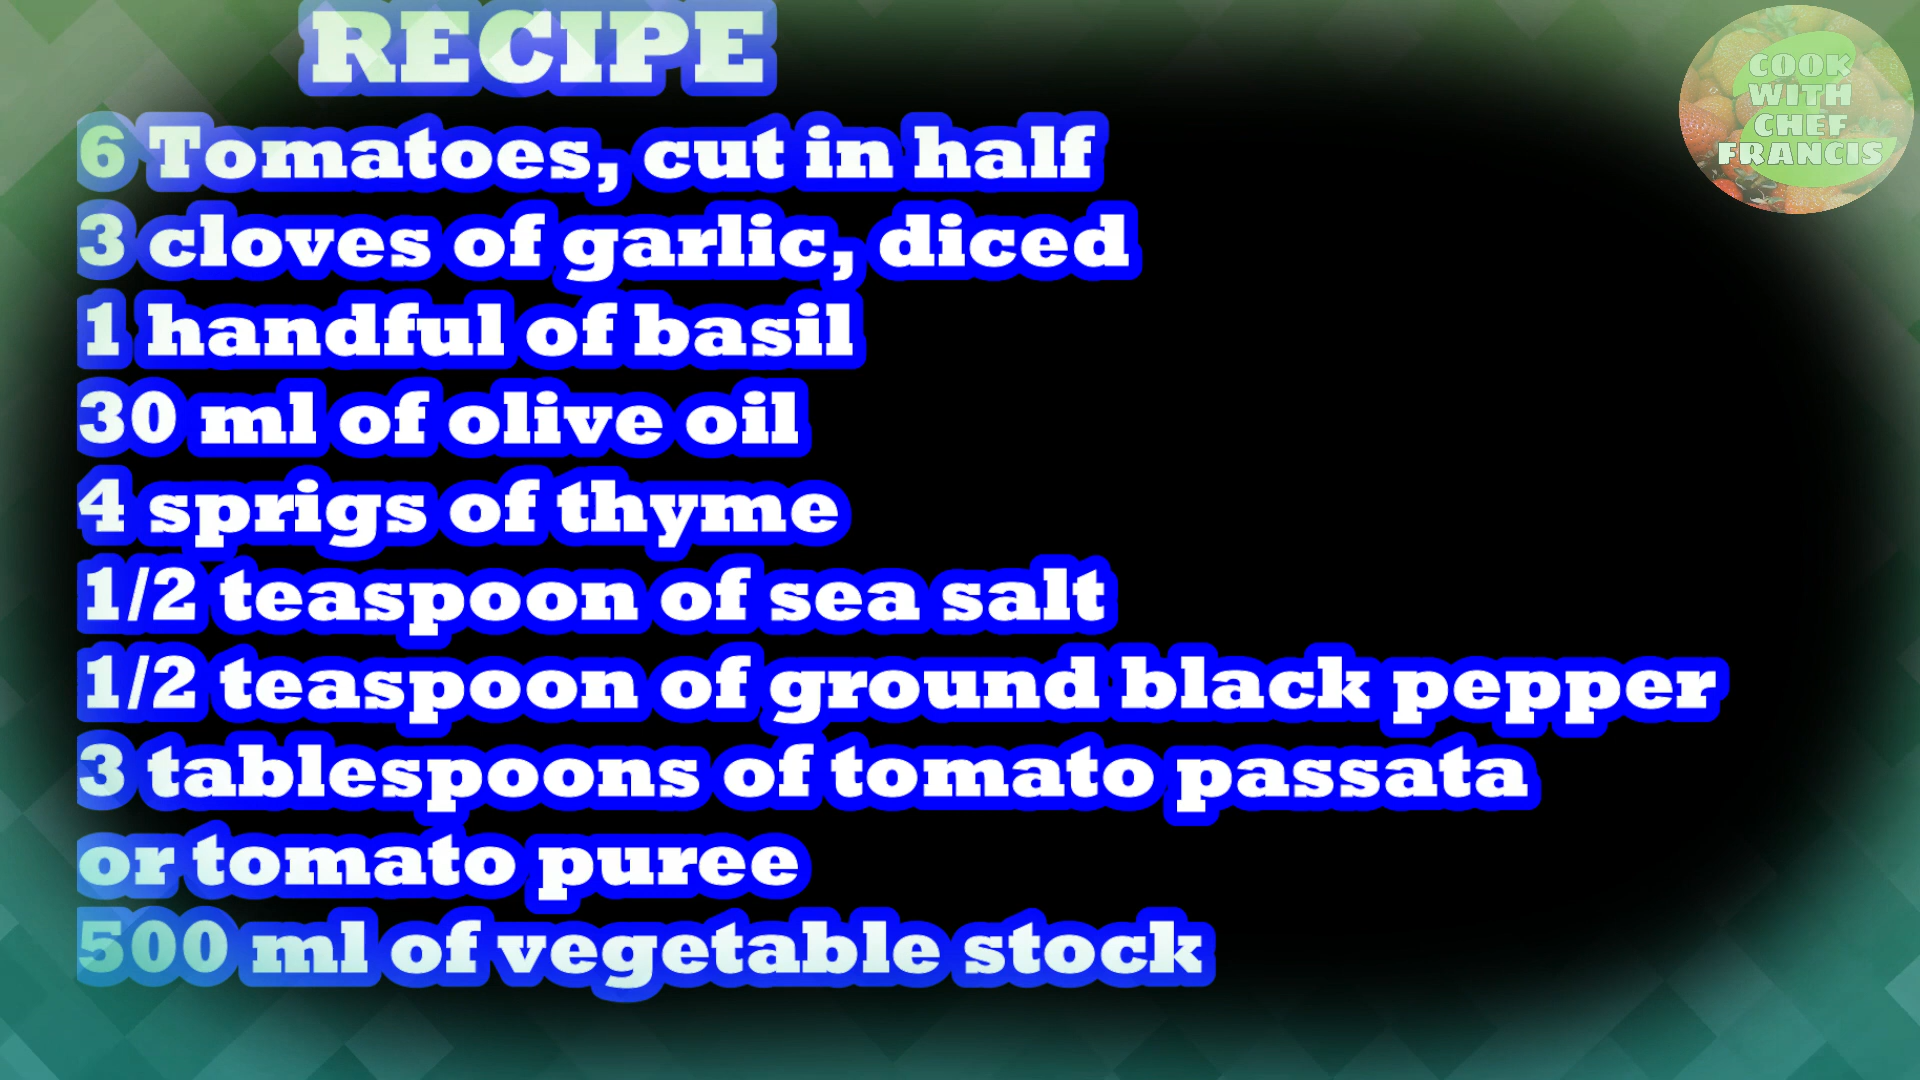 RECIPE
6 Tomatoes, cut in half
3 cloves of garlic, diced
1 handful of basil
30 ml of olive oil
4 sprigs of thyme
1/2 teaspoon of sea salt
1/2 teaspoon of ground black pepper
3 tablespoons of tomato passata
or tomato puree
500 ml of vegetable stock
COOK
WITH
CHEF
FRANCIS